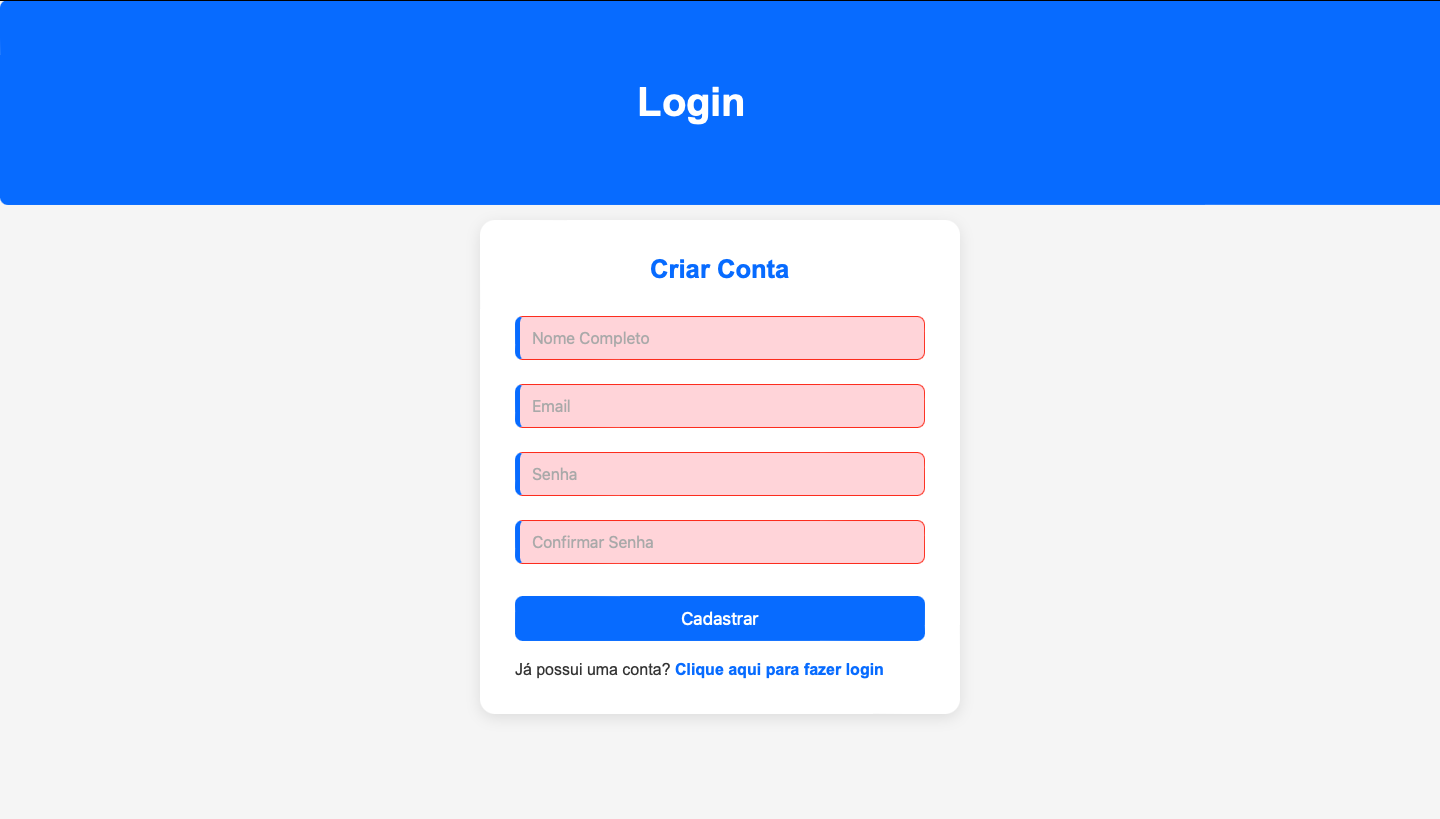 Login
Criar Conta
Nome Completo
Email
Senha
Confirmar Senha
Cadastrar
Já possui uma conta? Clique aqui para fazer login